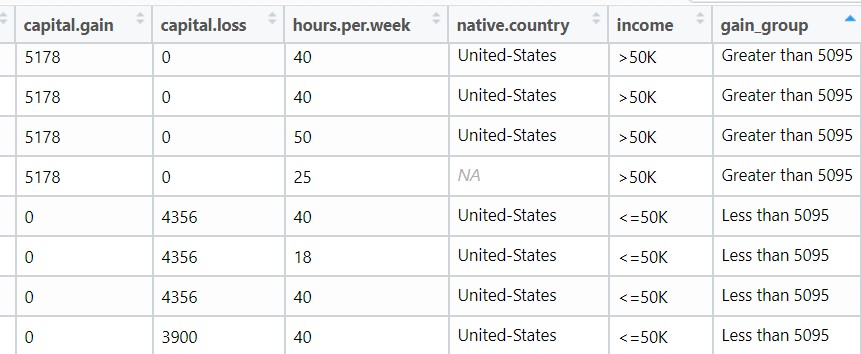 capital.gain capital.loss hours.per.week native.country income gain_group
5178 0 40 United-States >50K Greater than 5095
5178 0 40 United-States >50K Greater than 5095
5178 0 50 United-States >50K Greater than 5095
5178 0 25 NA >50K Greater than 5095
0 4356 40 United-States <=50K Less than 5095
0 4356 18 United-States <=50K Less than 5095
0 4356 40 United-States <=50K Less than 5095
0 3900 40 United-States <=50K Less than 5095